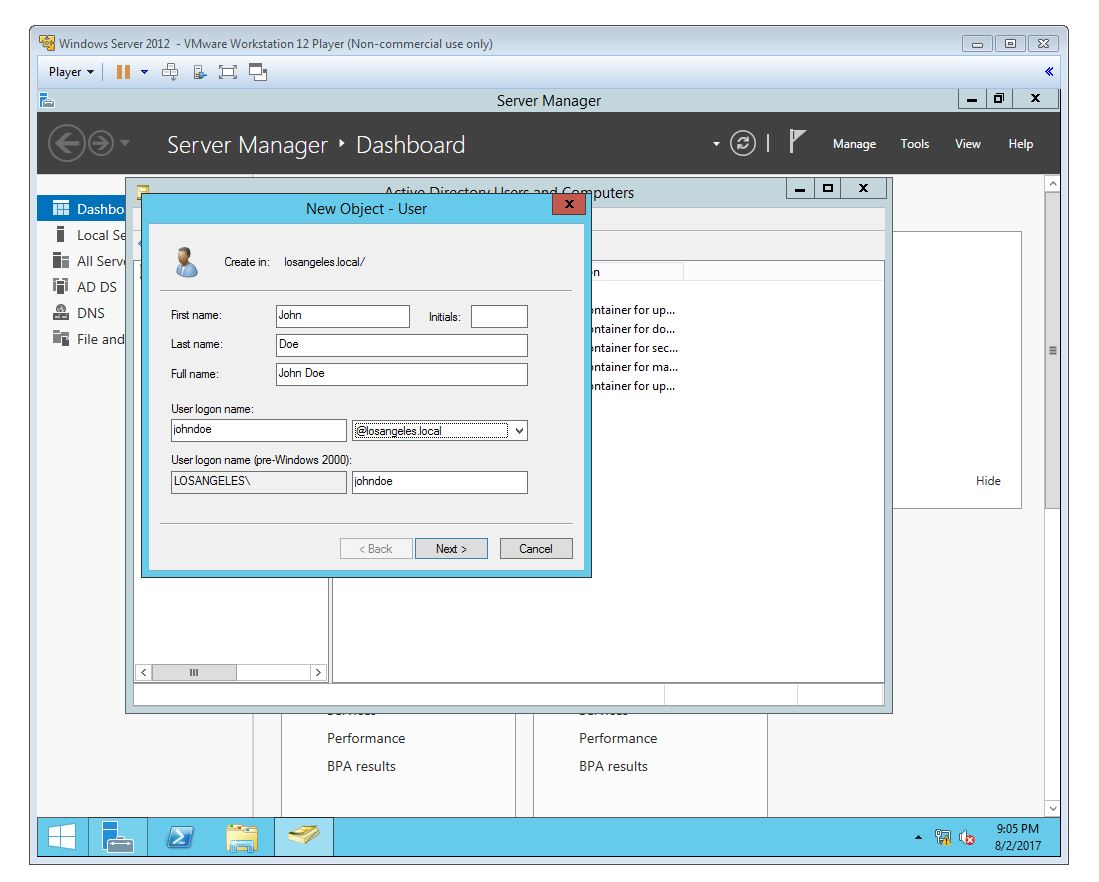 Windows Server 2012 - VMware Workstation 12 Player (Non-commercial use only)
Player
Server Manager
Server Manager Dashboard
Manage Tools View Help
Active Directory Users and Computers
New Object - User
Dashbo
Local Se
All Serv
AD DS
DNS
File and
Create in: losangeles.local/
First name: John Initials:
Last name: Doe
Full name: John Doe
User logon name:
johndoe @losangeles.local
User logon name (pre-Windows 2000):
LOSANGELES\ johndoe
< Back Next > Cancel
on
ontainer for up...
ontainer for do...
ontainer for sec...
ontainer for ma...
ontainer for up...
Hide
Performance Performance
BPA results BPA results
9:05 PM
8/2/2017